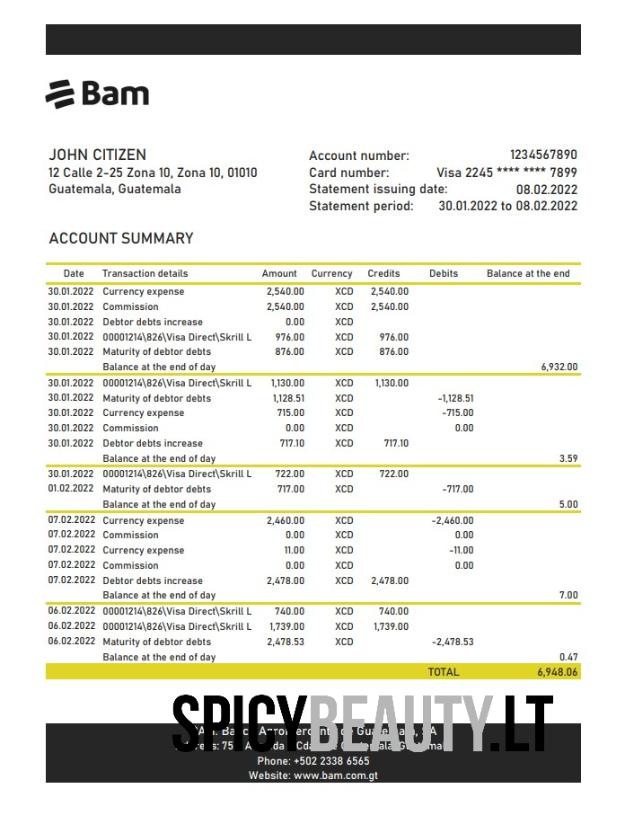 Bam
JOHN CITIZEN
12 Calle 2-25 Zona 10, Zona 10, 01010
Guatemala, Guatemala
Account number: 1234567890
Card number: Visa 2245 **** **** 7899
Statement issuing date: 08.02.2022
Statement period: 30.01.2022 to 08.02.2022
ACCOUNT SUMMARY
Date Transaction details Amount Currency Credits Debits Balance at the end
30.01.2022 Currency expense 2,540.00 XCD 2,540.00
30.01.2022 Commission 2,540.00 XCD 2,540.00
30.01.2022 Debtor debts increase 0.00 XCD
30.01.2022 00001214\826\Visa Direct\Skrill L 976.00 XCD 976.00
30.01.2022 Maturity of debtor debts 876.00 XCD 876.00
Balance at the end of day 6,932.00
30.01.2022 00001214\826\Visa Direct\Skrill L 1,130.00 XCD 1,130.00
30.01.2022 Maturity of debtor debts 1,128.51 XCD -1,128.51
30.01.2022 Currency expense 715.00 XCD -715.00
30.01.2022 Commission 0.00 XCD 0.00
30.01.2022 Debtor debts increase 717.10 XCD 717.10
Balance at the end of day 3.59
30.01.2022 00001214\826\Visa Direct\Skrill L 722.00 XCD 722.00
01.02.2022 Maturity of debtor debts 717.00 XCD -717.00
Balance at the end of day 5.00
07.02.2022 Currency expense 2,460.00 XCD -2,460.00
07.02.2022 Commission 0.00 XCD 0.00
07.02.2022 Currency expense 11.00 XCD -11.00
07.02.2022 Commission 0.00 XCD 0.00
07.02.2022 Debtor debts increase 2,478.00 XCD 2,478.00
Balance at the end of day 7.00
06.02.2022 00001214\826\Visa Direct\Skrill L 740.00 XCD 740.00
06.02.2022 00001214\826\Visa Direct\Skrill L 1,739.00 XCD 1,739.00
06.02.2022 Maturity of debtor debts 2,478.53 XCD -2,478.53
Balance at the end of day 0.47
TOTAL 6,948.06
SPICYBEAUTY.LT
de
Phone: +502 2338 6565
Website: www.bam.com.gt